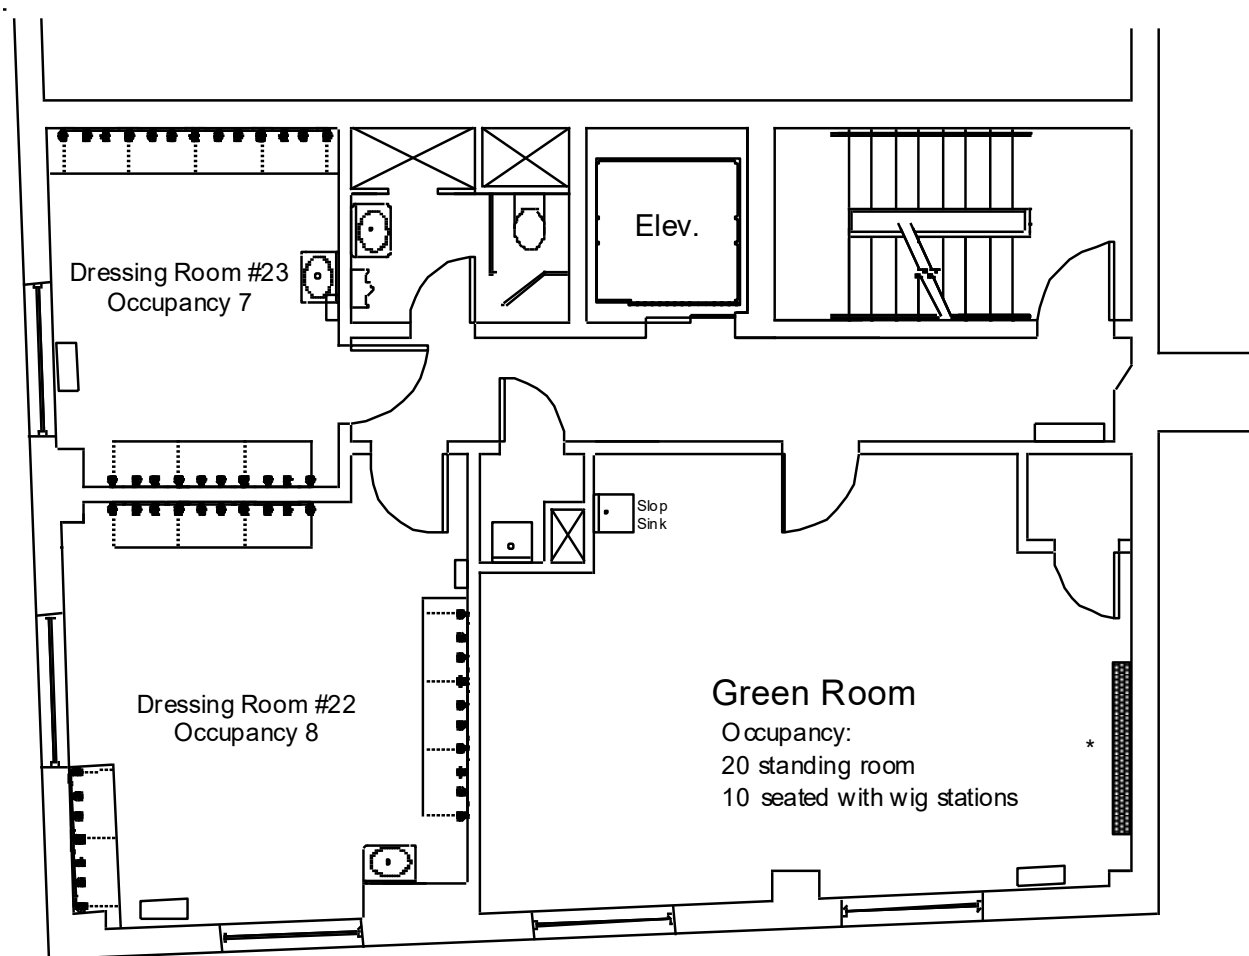 Elev.
Dressing Room #23
Occupancy 7
Slop
Sink
Green Room
Occupancy:
20 standing room
10 seated with wig stations
*
Dressing Room #22
Occupancy 8